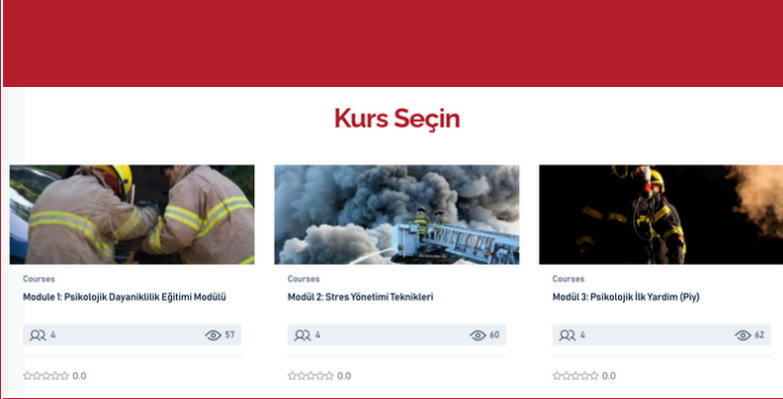 Kurs Seçin
Courses
Module 1: Psikolojik Dayaniklilik Eğitimi Modülü
4
57
0.0
Courses
Modül 2: Stres Yönetimi Teknikleri
4
60
0.0
Courses
Modül 3: Psikolojik İlk Yardim (Piy)
4
62
0.0